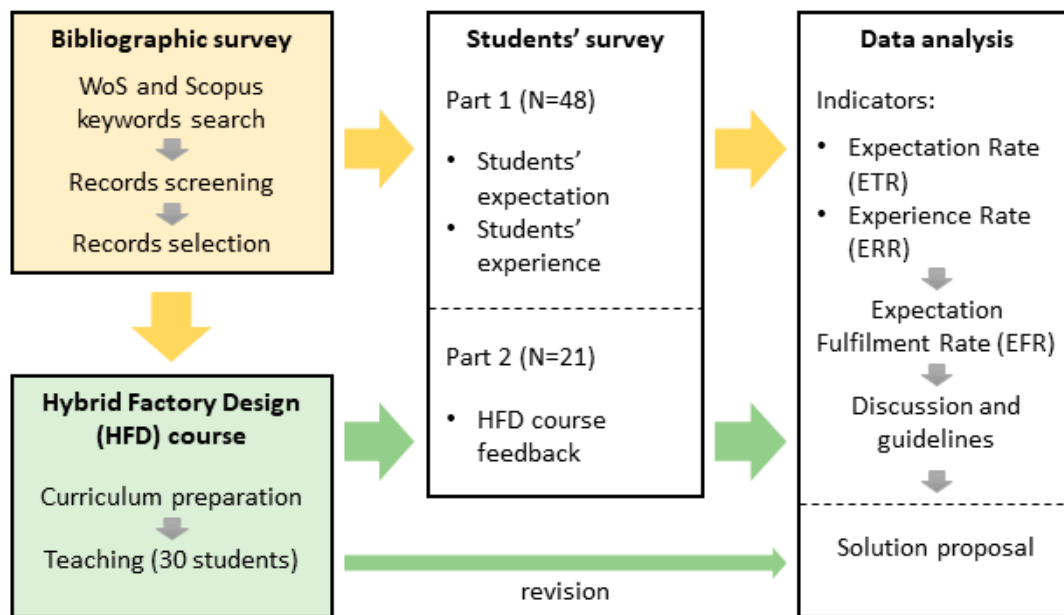 Bibliographic survey
WoS and Scopus
keywords search
Records screening
Records selection
Hybrid Factory Design
(HFD) course
Curriculum preparation
Teaching (30 students)
Students’ survey
Part 1 (N=48)
• Students’
expectation
• Students’
experience
Part 2 (N=21)
• HFD course
feedback
revision
Data analysis
Indicators:
• Expectation Rate
(ETR)
• Experience Rate
(ERR)
Expectation
Fulfilment Rate (EFR)
Discussion and
guidelines
Solution proposal